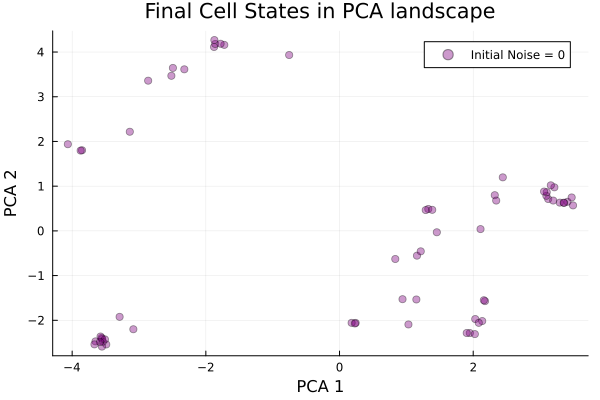 Final Cell States in PCA landscape
Initial Noise = 0
PCA 2
4
3
2
1
0
−1
−2
−4
−2
0
2
PCA 1